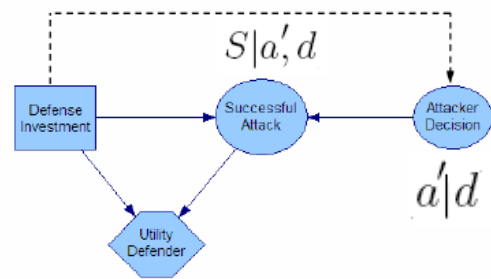 S|a′, d
Defense
Investment
Successful
Attack
Attacker
Decision
a′|d
Utility
Defender